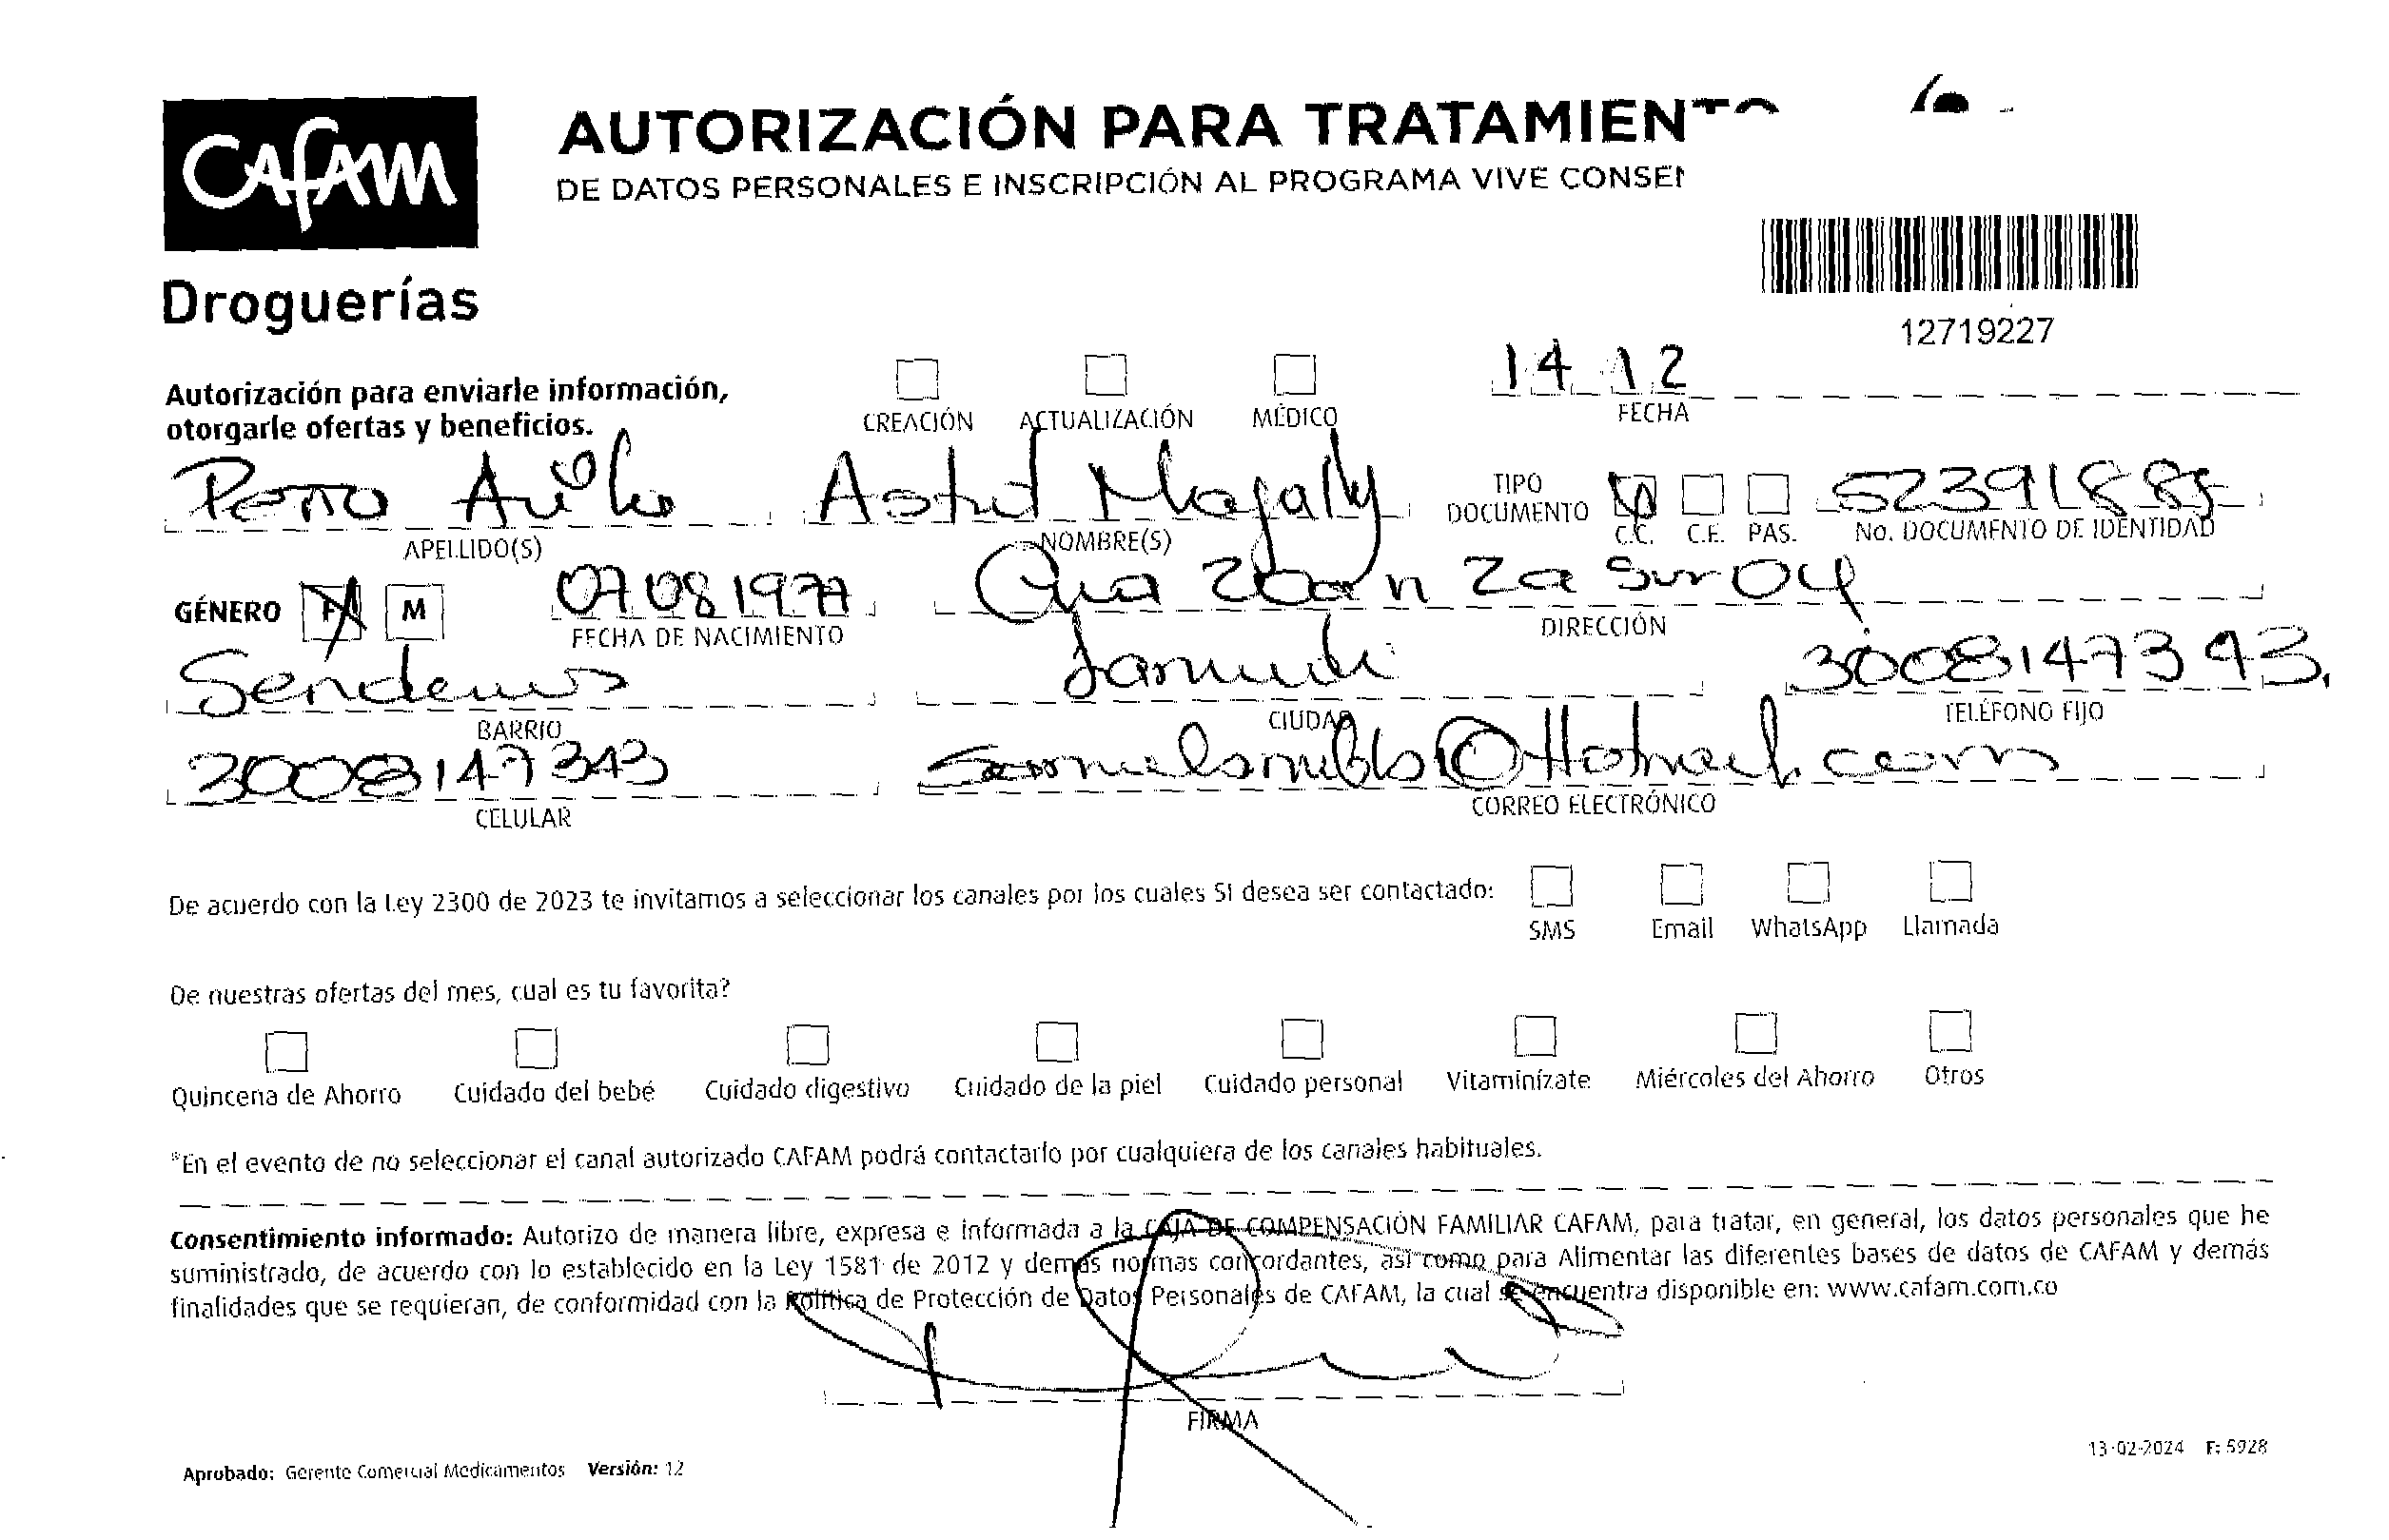 CAFAM
Droguerías
AUTORIZACIÓN PARA TRATAMIENTO
DE DATOS PERSONALES E INSCRIPCIÓN AL PROGRAMA VIVE
12719227
Autorización para enviarle información,
otorgarle ofertas y beneficios.
CREACIÓN ACTUALIZACIÓN MÉDICO
14 12
FECHA
Astrid Magally
APELLIDO(S) NOMBRE(S)
TIPO DOCUMENTO C.C. C.E. PAS.
52391885
No. DOCUMENTO DE IDENTIDAD
GÉNERO F M
07081977
FECHA DE NACIMIENTO
2a Sur 04
DIRECCIÓN
BARRIO
CIUDAD
3008147393
TELÉFONO FIJO
3008147343
CELULAR
CORREO ELECTRÓNICO
De acuerdo con la Ley 2300 de 2023 te invitamos a seleccionar los canales por los cuales SI desea ser contactado:
SMS Email WhatsApp Llamada
De nuestras ofertas del mes, cual es tu favorita?
Quincena de Ahorro Cuidado del bebé Cuidado digestivo Cuidado de la piel Cuidado personal Vitamínízate Miércoles del Ahorro Otros
*En el evento de no seleccionar el canal autorizado CAFAM podrá contactarlo por cualquiera de los canales habituales.
Consentimiento informado: Autorizo de manera libre, expresa e informada a la CAJA DE COMPENSACIÓN FAMILIAR CAFAM, para tratar, en general, los datos personales que he
suministrado, de acuerdo con lo establecido en la Ley 1581 de 2012 y demás normas concordantes, así como para Alimentar las diferentes bases de datos de CAFAM y demás
finalidades que se requieran, de conformidad con la Política de Protección de Datos Personales de CAFAM, la cual se encuentra disponible en: www.cafam.com.co
FIRMA
Aprobado: Gerente Comercial Medicamentos Versión: 12
13-02-2024 F: 5928